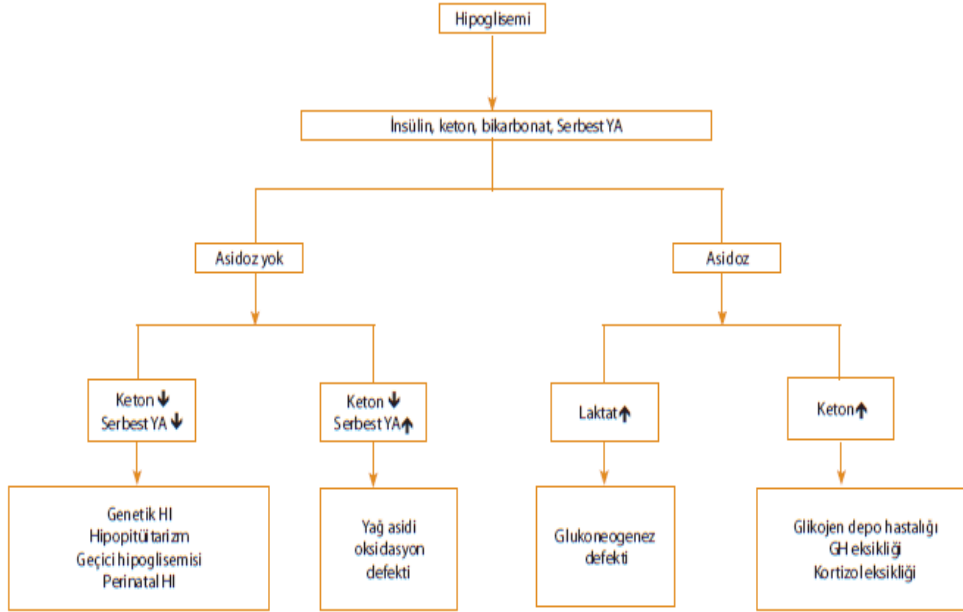 Hipoglisemi
İnsülin, keton, bikarbonat, Serbest YA
Asidoz yok
Asidoz
Keton ↓
Serbest YA ↓
Keton ↓
Serbest YA ↑
Laktat ↑
Keton ↑
Genetik HI
Hipopitüitarizm
Geçici hipoglisemisi
Perinatal HI
Yağ asidi
oksidasyon
defekti
Glukoneogenez
defekti
Glikojen depo hastalığı
GH eksikliği
Kortizol eksikliği